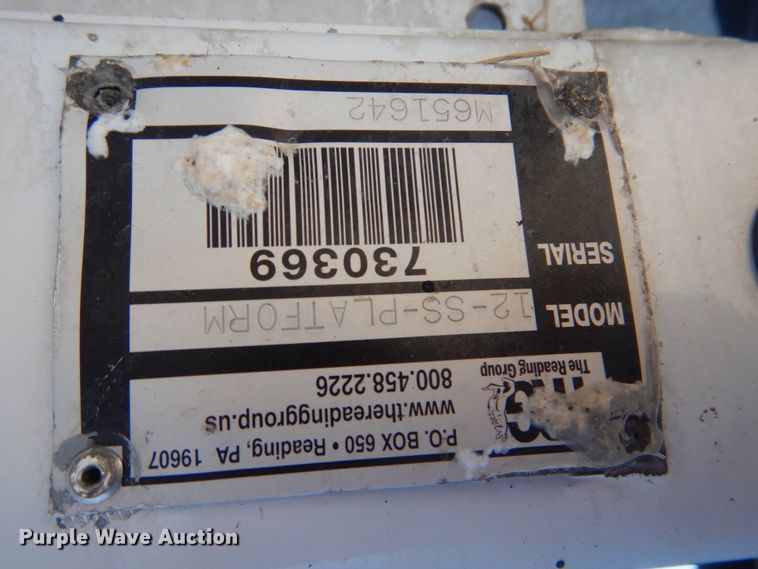 P.O. BOX 650 • Reading, PA 19607
www.thereadinggroup.us
800.458.2226
The Reading Group
MODEL 12-SS-PLATFORM
730369
SERIAL
M651642
Purple Wave Auction